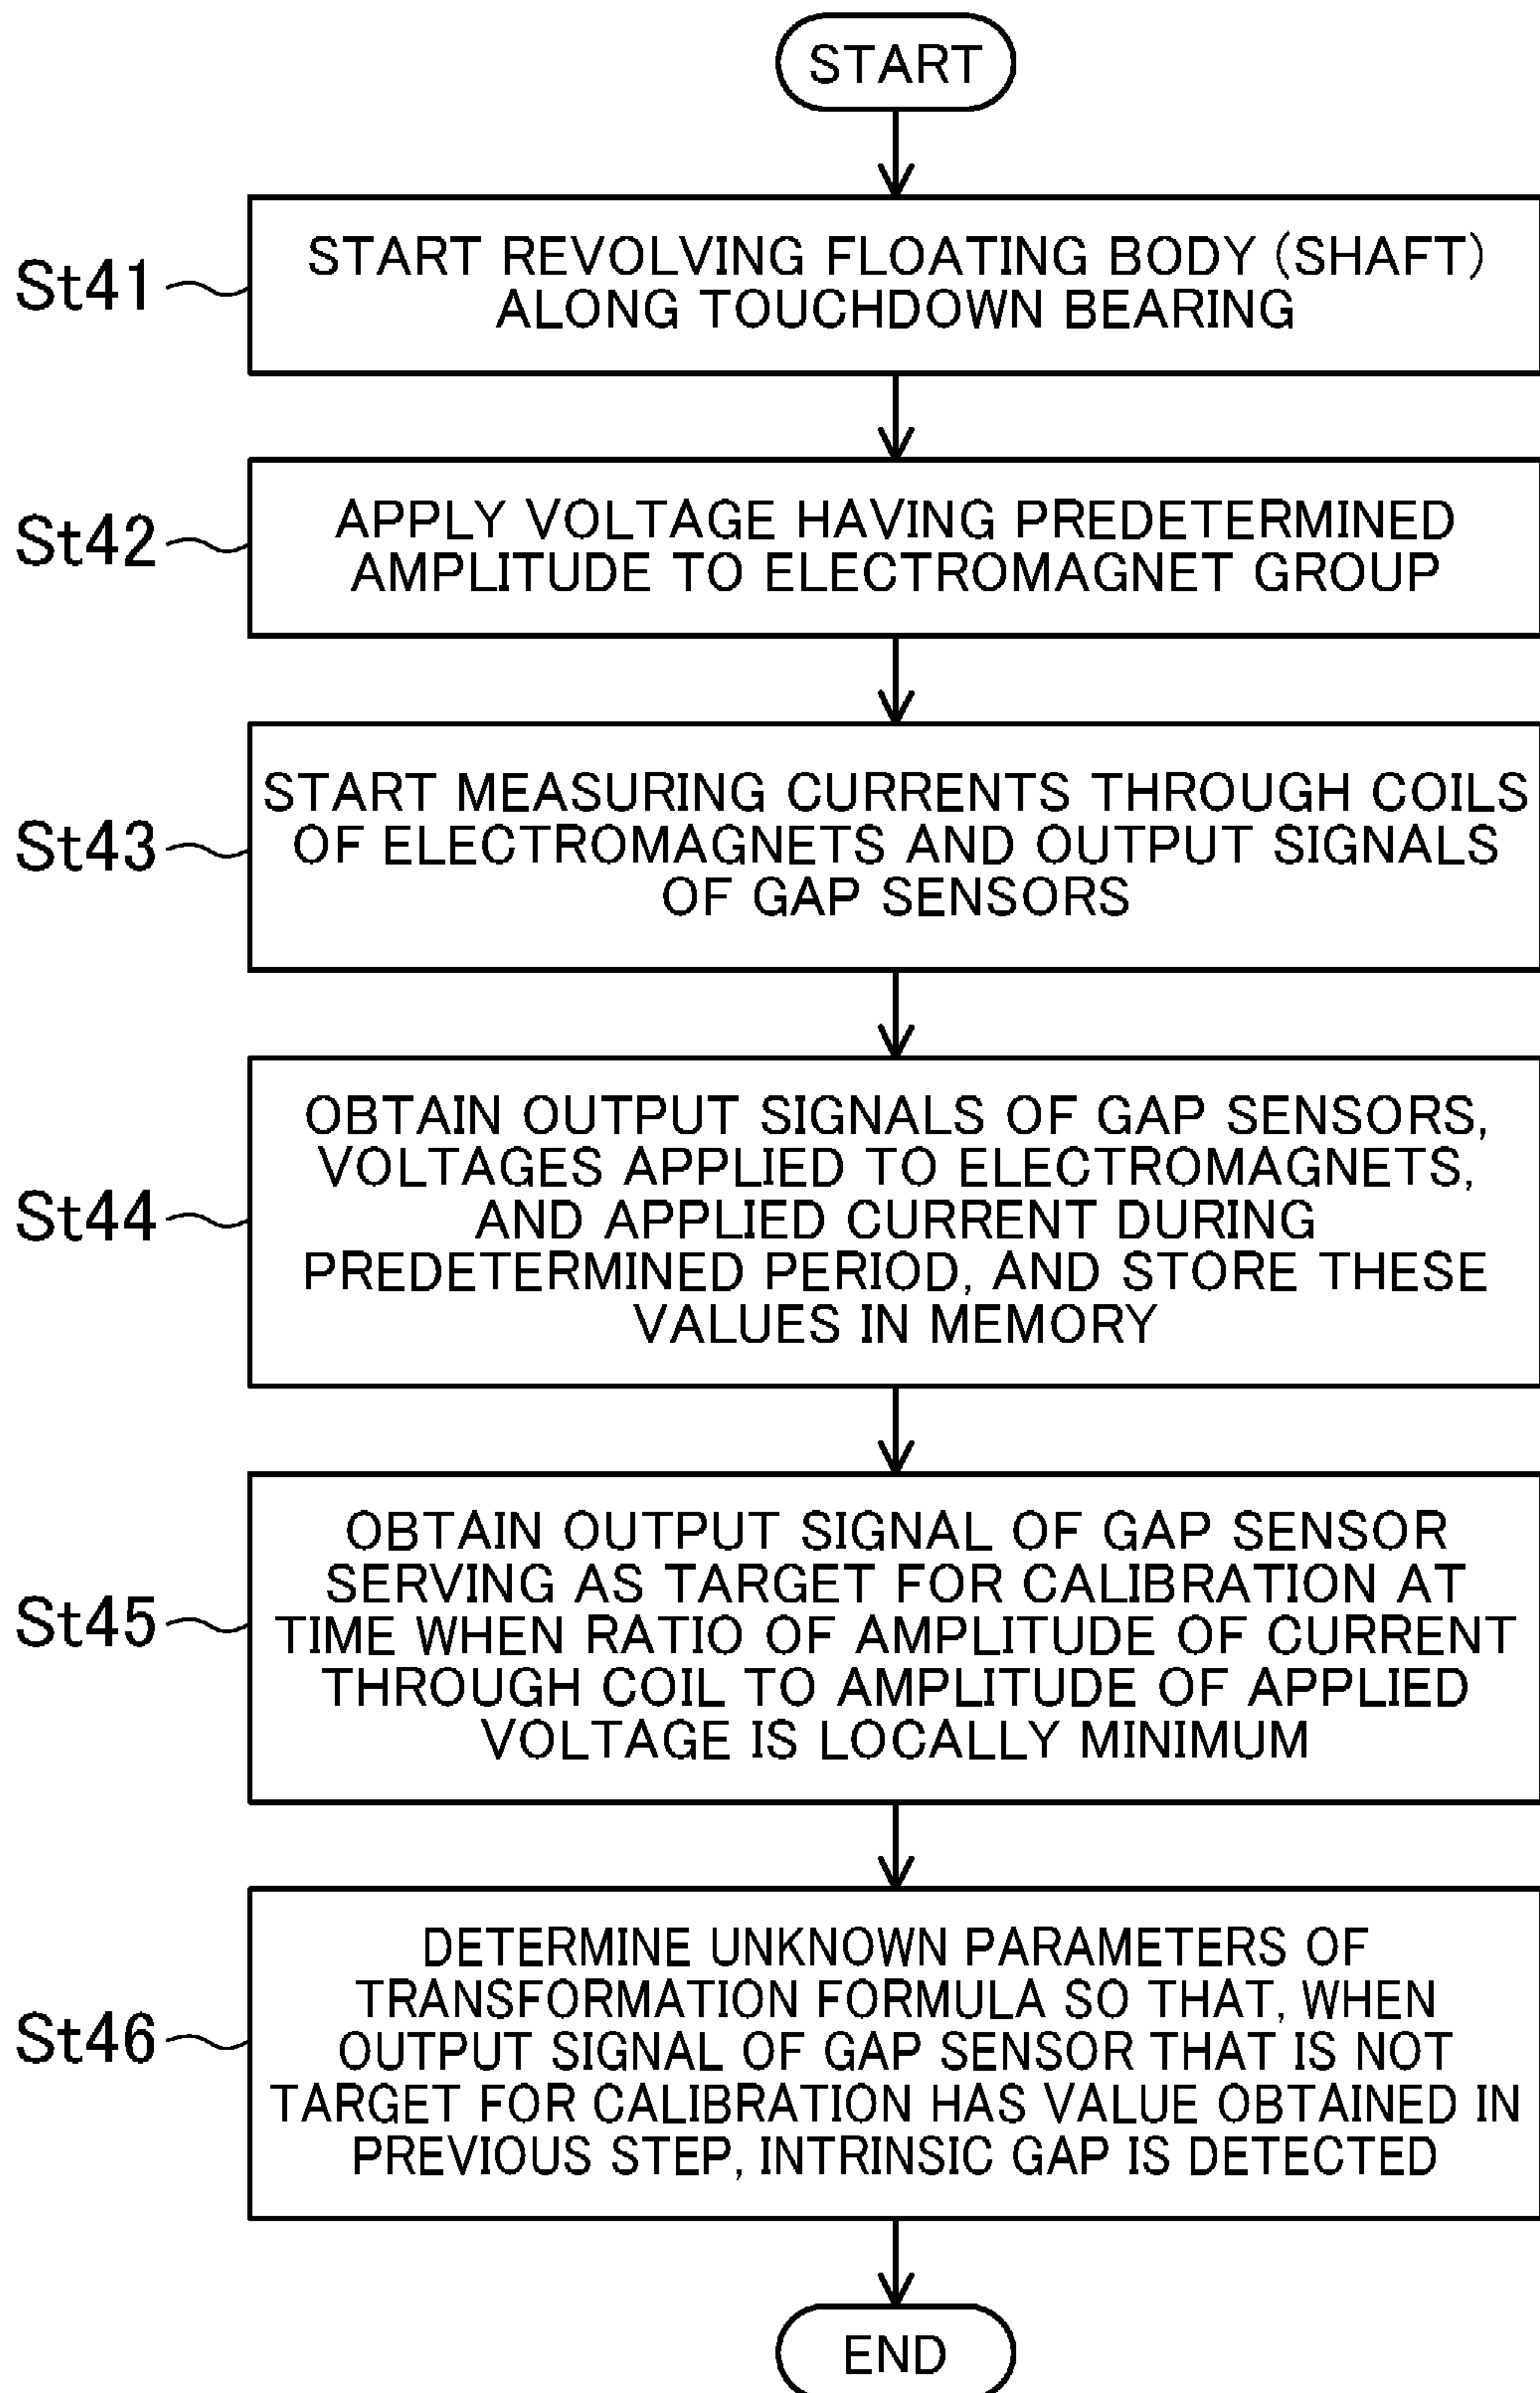 START
St41
START REVOLVING FLOATING BODY (SHAFT)
ALONG TOUCHDOWN BEARING
St42
APPLY VOLTAGE HAVING PREDETERMINED
AMPLITUDE TO ELECTROMAGNET GROUP
St43
START MEASURING CURRENTS THROUGH COILS
OF ELECTROMAGNETS AND OUTPUT SIGNALS
OF GAP SENSORS
St44
OBTAIN OUTPUT SIGNALS OF GAP SENSORS,
VOLTAGES APPLIED TO ELECTROMAGNETS,
AND APPLIED CURRENT DURING
PREDETERMINED PERIOD, AND STORE THESE
VALUES IN MEMORY
St45
OBTAIN OUTPUT SIGNAL OF GAP SENSOR
SERVING AS TARGET FOR CALIBRATION AT
TIME WHEN RATIO OF AMPLITUDE OF CURRENT
THROUGH COIL TO AMPLITUDE OF APPLIED
VOLTAGE IS LOCALLY MINIMUM
St46
DETERMINE UNKNOWN PARAMETERS OF
TRANSFORMATION FORMULA SO THAT, WHEN
OUTPUT SIGNAL OF GAP SENSOR THAT IS NOT
TARGET FOR CALIBRATION HAS VALUE OBTAINED IN
PREVIOUS STEP, INTRINSIC GAP IS DETECTED
END